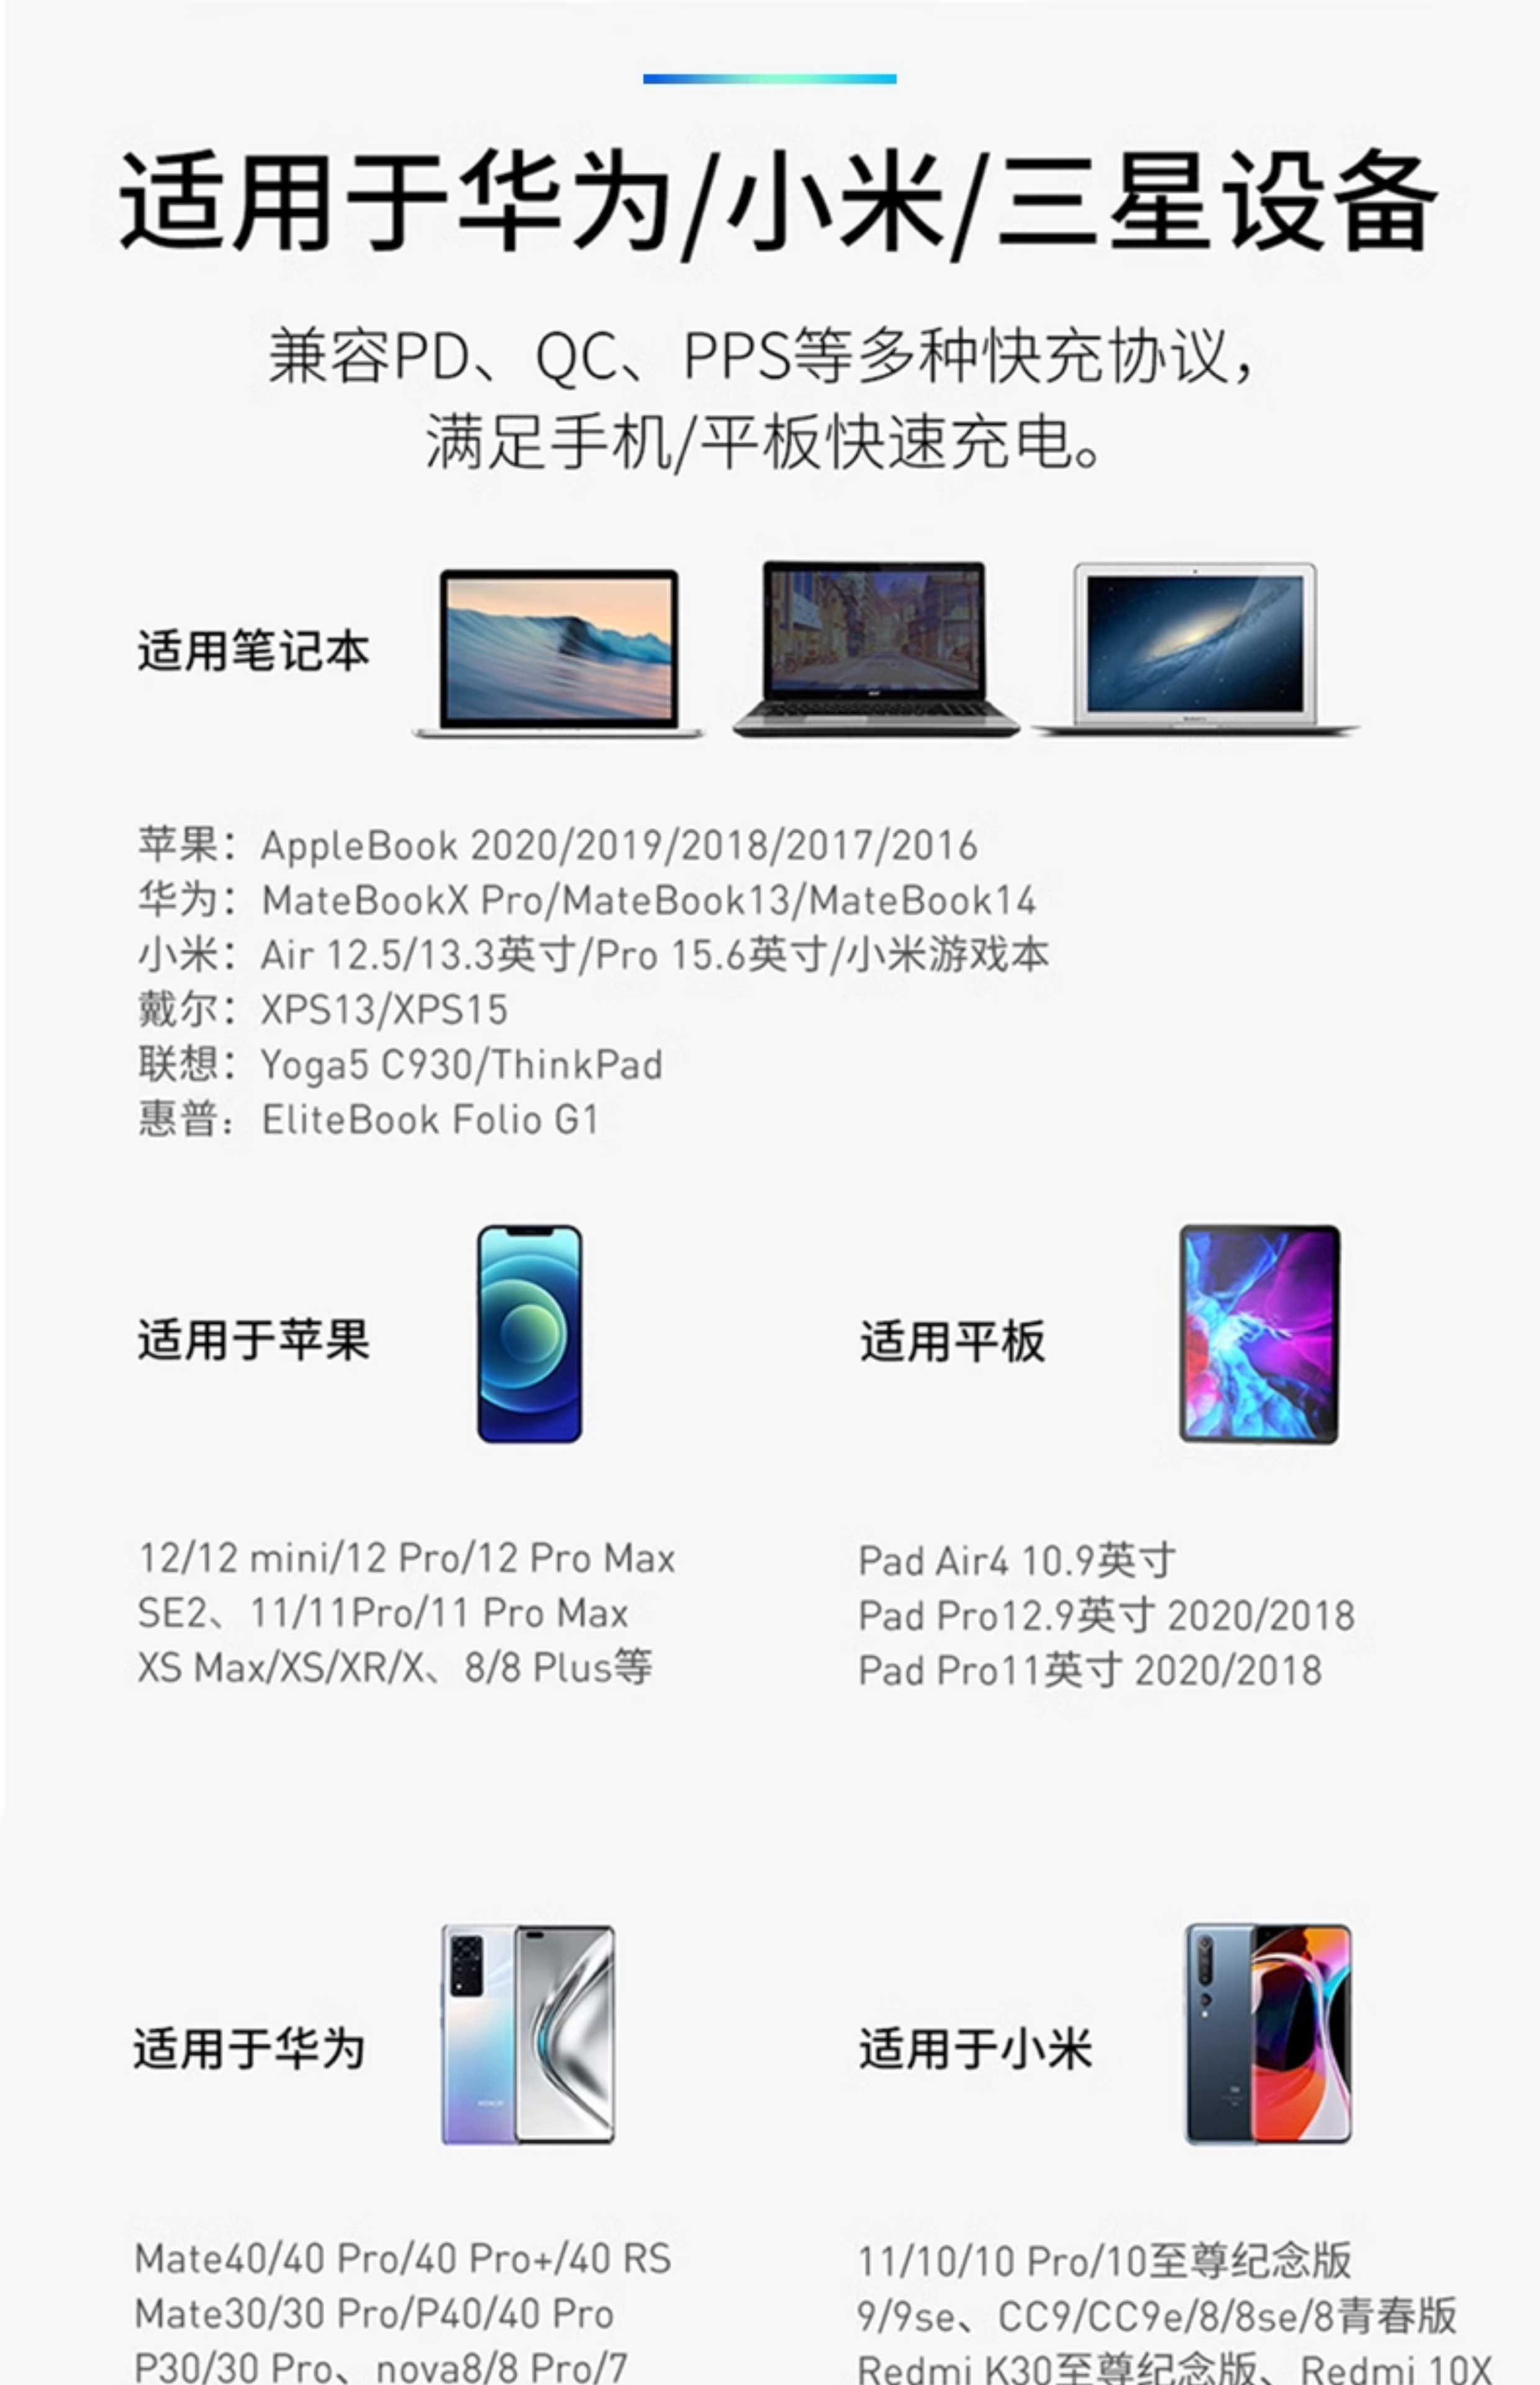 适用于华为/小米/三星设备
兼容PD、QC、PPS等多种快充协议，
满足手机/平板快速充电。
适用笔记本
苹果：AppleBook 2020/2019/2018/2017/2016
华为：MateBookX Pro/MateBook13/MateBook14
小米：Air 12.5/13.3英寸/Pro 15.6英寸/小米游戏本
戴尔：XPS13/XPS15
联想：Yoga5 C930/ThinkPad
惠普：EliteBook Folio G1
适用于苹果
12/12 mini/12 Pro/12 Pro Max
SE2、11/11Pro/11 Pro Max
XS Max/XS/XR/X、8/8 Plus等
适用平板
Pad Air4 10.9英寸
Pad Pro12.9英寸 2020/2018
Pad Pro11英寸 2020/2018
适用于华为
Mate40/40 Pro/40 Pro+/40 RS
Mate30/30 Pro/P40/40 Pro
P30/30 Pro、nova8/8 Pro/7
适用于小米
11/10/10 Pro/10至尊纪念版
9/9se、CC9/CC9e/8/8se/8青春版
Redmi K30至尊纪念版、Redmi 10X